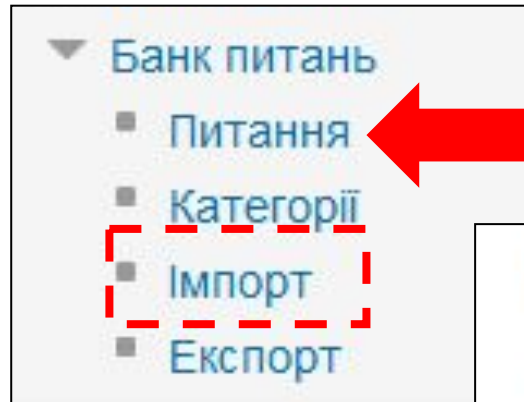 Банк питань
Питання
Категорії
Імпорт
Експорт